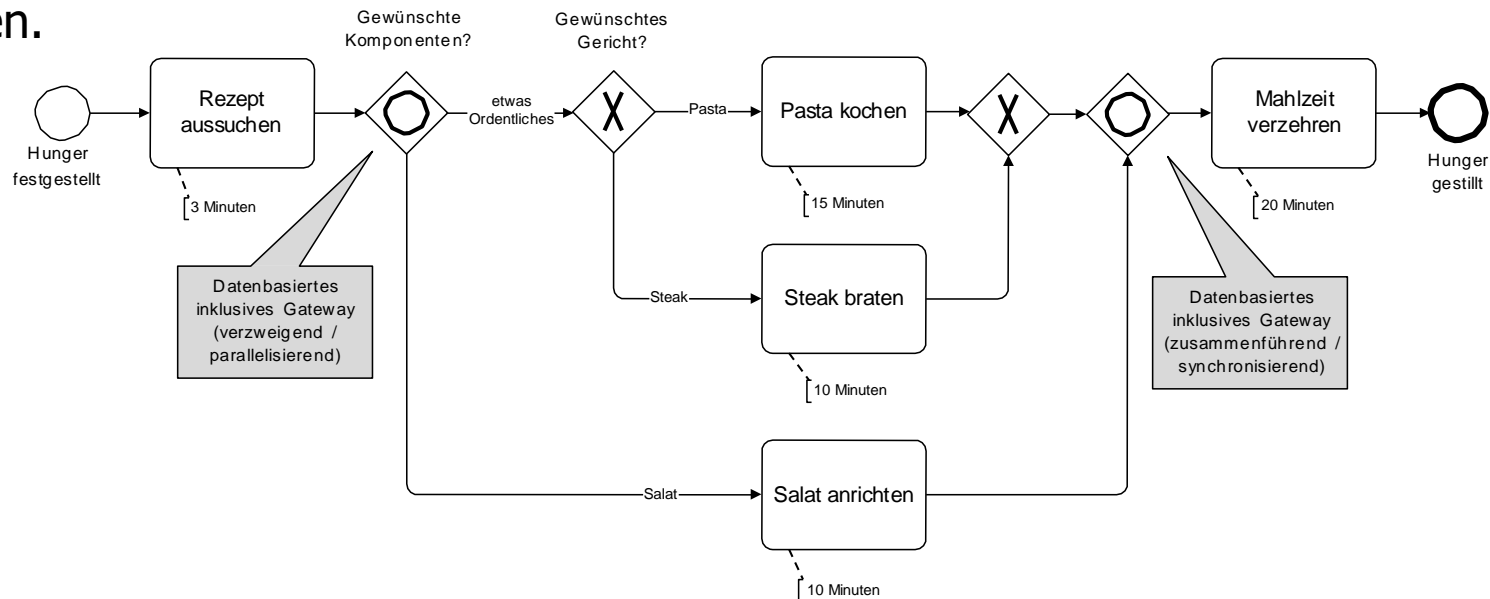 en.
Gewünschte
Komponenten?
Gewünschtes
Gericht?
Hunger
festgestellt
Rezept
aussuchen
3 Minuten
etwas
Ordentliches
X
Pasta
Pasta kochen
15 Minuten
X
Mahlzeit
verzehren
20 Minuten
Hunger
gestillt
Datenbasiertes
inklusives Gateway
(verzweigend /
parallelisierend)
Steak
Steak braten
10 Minuten
Datenbasiertes
inklusives Gateway
(zusammenführend /
synchronisierend)
Salat
Salat anrichten
10 Minuten